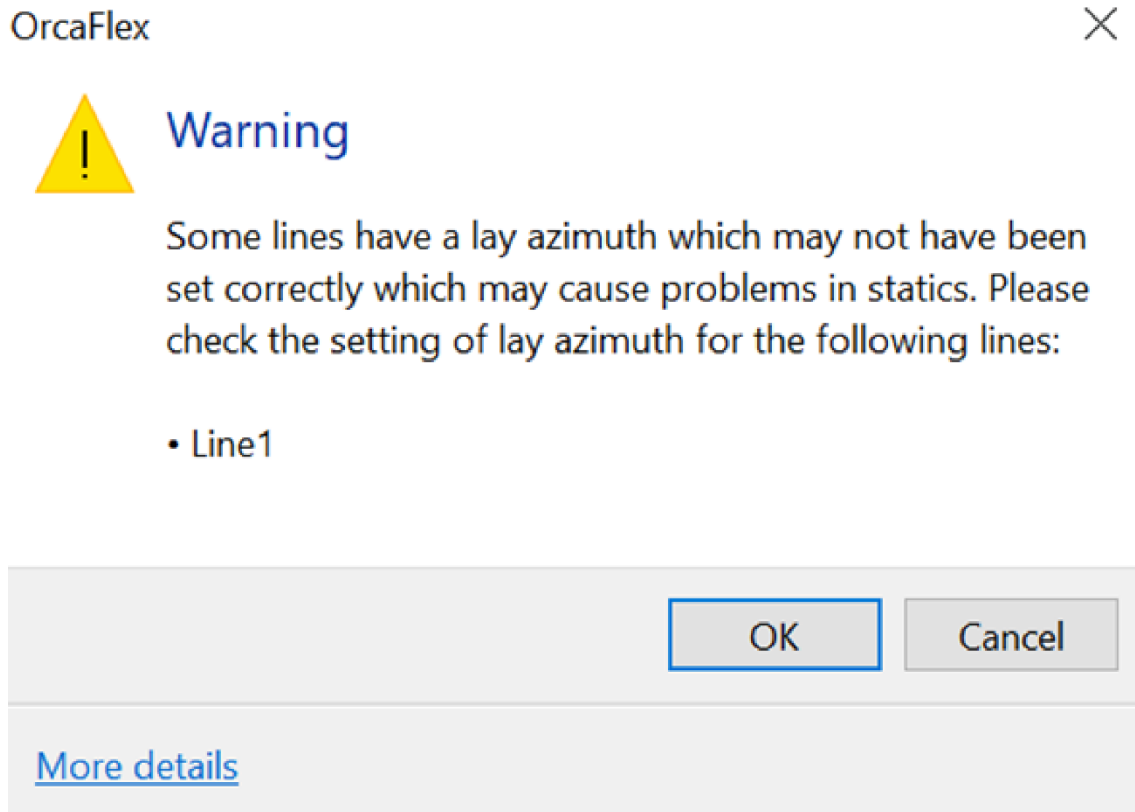 OrcaFlex
Warning
Some lines have a lay azimuth which may not have been
set correctly which may cause problems in statics. Please
check the setting of lay azimuth for the following lines:
• Line1
OK Cancel
More details